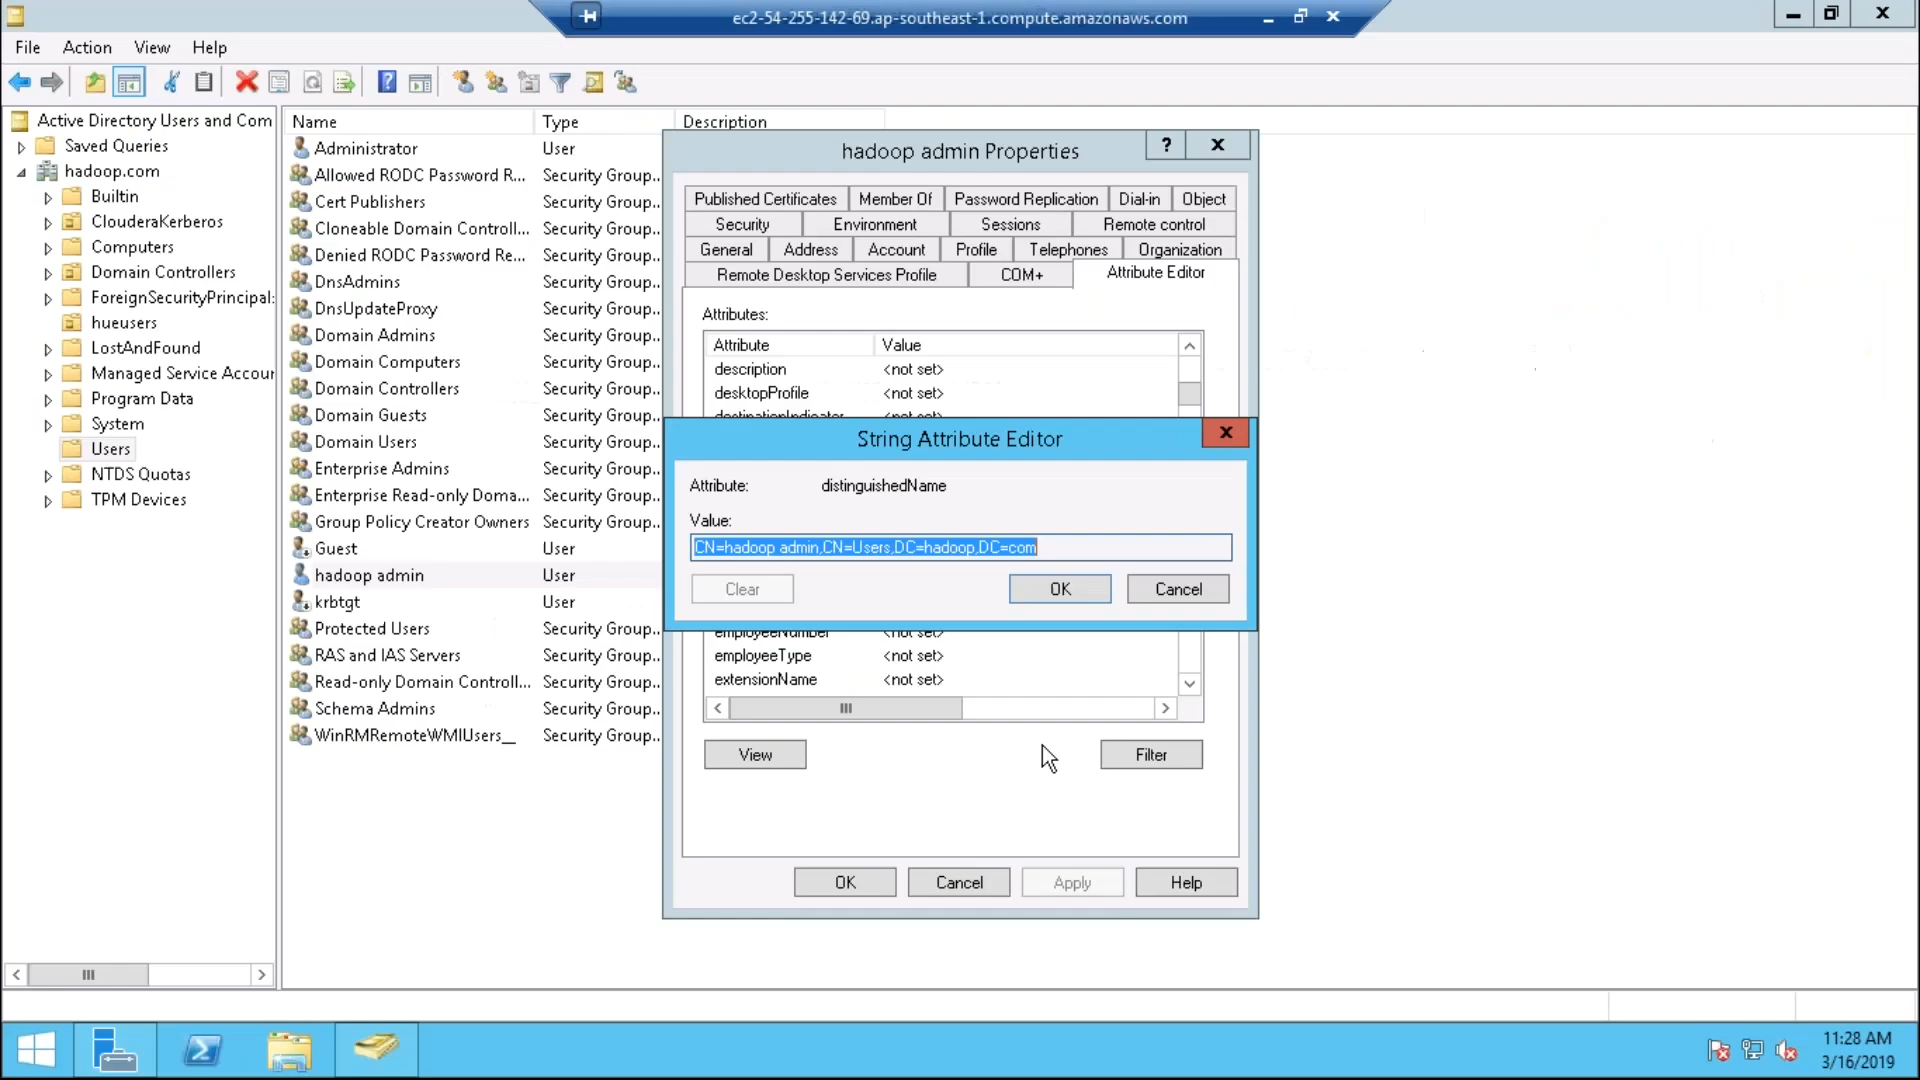 ec2-54-255-142-69.ap-southeast-1.compute.amazonaws.com
File Action View Help
Active Directory Users and Com
Saved Queries
hadoop.com
Builtin
ClouderaKerberos
Computers
Domain Controllers
ForeignSecurityPrincipal:
hueusers
LostAndFound
Managed Service Accour
Program Data
System
Users
NTDS Quotas
TPM Devices
Name Type Description
Administrator User
Allowed RODC Password R... Security Group..
Cert Publishers Security Group..
Cloneable Domain Controll... Security Group..
Denied RODC Password Re... Security Group..
DnsAdmins Security Group..
DnsUpdateProxy Security Group..
Domain Admins Security Group..
Domain Computers Security Group..
Domain Controllers Security Group..
Domain Guests Security Group..
Domain Users Security Group..
Enterprise Admins Security Group..
Enterprise Read-only Doma... Security Group..
Group Policy Creator Owners Security Group..
Guest User
hadoop admin User
krbtgt User
Protected Users Security Group..
RAS and IAS Servers Security Group..
Read-only Domain Controll... Security Group..
Schema Admins Security Group..
WinRMRemoteWMIUsers__ Security Group..
hadoop admin Properties
Published Certificates Member Of Password Replication Dial-in Object
Security Environment Sessions Remote control
General Address Account Profile Telephones Organization
Remote Desktop Services Profile COM+ Attribute Editor
Attributes:
Attribute Value
description <not set>
desktopProfile <not set>
destinationIndicator <not set>
String Attribute Editor
Attribute: distinguishedName
Value:
CN=hadoop admin,CN=Users,DC=hadoop,DC=com
Clear OK Cancel
employeeNumber <not set>
employeeType <not set>
extensionName <not set>
View Filter
OK Cancel Apply Help
11:28 AM
3/16/2019